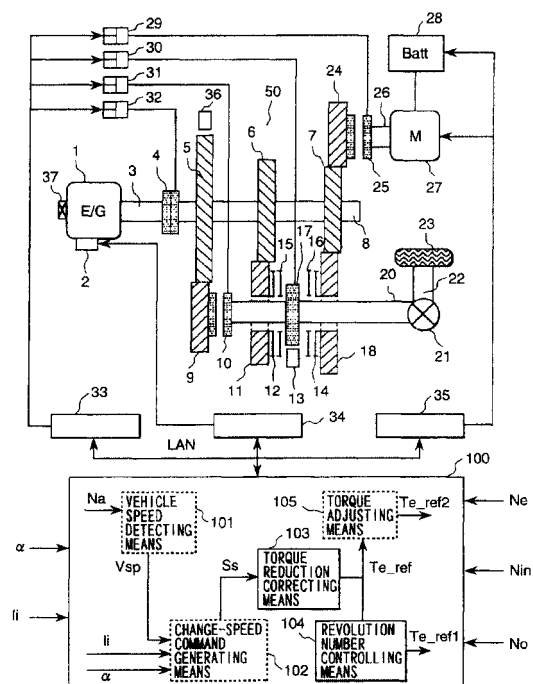 29
28
30
Batt
31
36
50
24
26
32
6
1
4
5
7
M
37
3
E/G
25
27
8
17
15
16
23
2
20
22
10
21
9
12
13
14
18
11
33
34
35
LAN
100
Na
VEHICLE SPEED DETECTING MEANS
101
105
TORQUE ADJUSTING MEANS
Te_ref2
Ne
α
Vsp
Ss
103
TORQUE REDUCTION CORRECTING MEANS
Te_ref
Nin
Ii
CHANGE-SPEED COMMAND GENERATING MEANS
Ii
α
102
104
REVOLUTION NUMBER CONTROLLING MEANS
Te_ref1
No